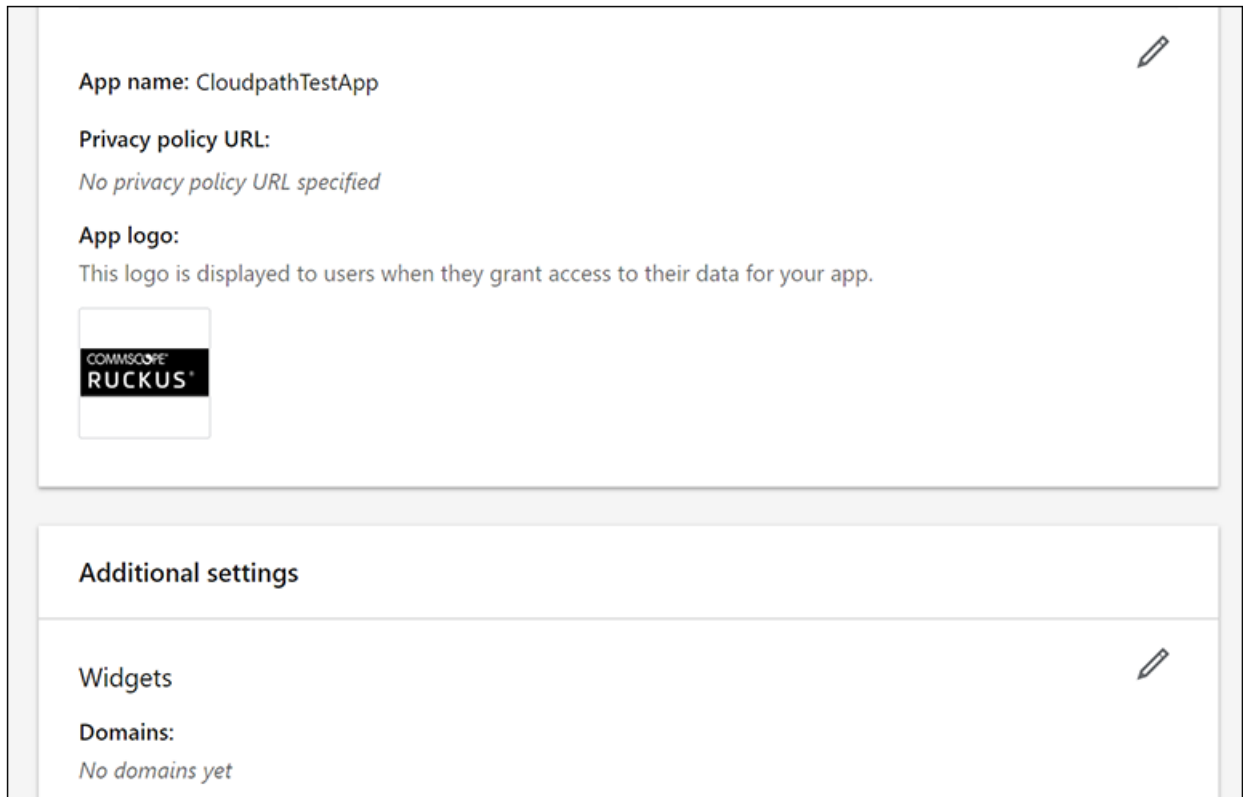 App name: CloudpathTestApp
Privacy policy URL:
No privacy policy URL specified
App logo:
This logo is displayed to users when they grant access to their data for your app.
COMMSCOPE™
RUCKUS®
Additional settings
Widgets
Domains:
No domains yet